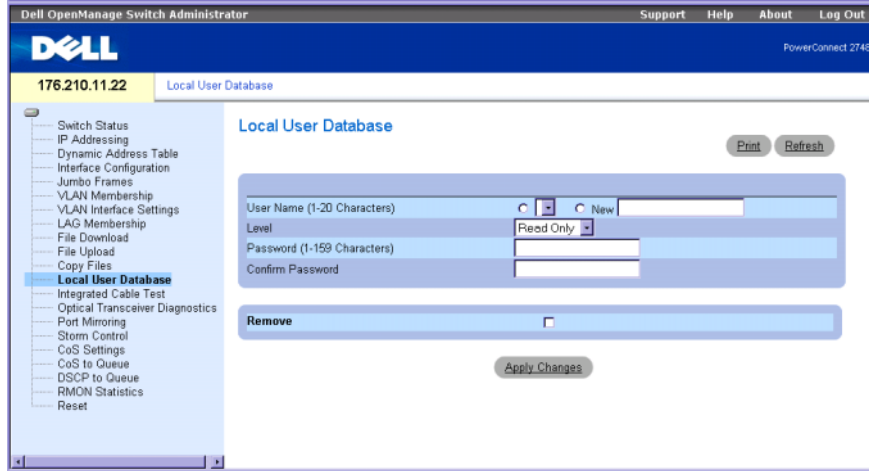 Dell OpenManage Switch Administrator
Support Help About Log Out
DELL
PowerConnect 2748
176.210.11.22
Local User Database
Switch Status
IP Addressing
Dynamic Address Table
Interface Configuration
Jumbo Frames
VLAN Membership
VLAN Interface Settings
LAG Membership
File Download
File Upload
Copy Files
Local User Database
Integrated Cable Test
Optical Transceiver Diagnostics
Port Mirroring
Storm Control
CoS Settings
CoS to Queue
DSCP to Queue
RMON Statistics
Reset
Local User Database
Print Refresh
User Name (1-20 Characters) New
Level Read Only
Password (1-159 Characters)
Confirm Password
Remove
Apply Changes